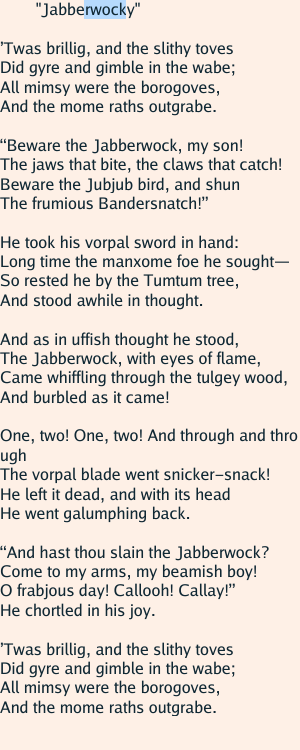 "Jabberwocky"
’Twas brillig, and the slithy toves
Did gyre and gimble in the wabe;
All mimsy were the borogoves,
And the mome raths outgrabe.
“Beware the Jabberwock, my son!
The jaws that bite, the claws that catch!
Beware the Jubjub bird, and shun
The frumious Bandersnatch!”
He took his vorpal sword in hand:
Long time the manxome foe he sought—
So rested he by the Tumtum tree,
And stood awhile in thought.
And as in uffish thought he stood,
The Jabberwock, with eyes of flame,
Came whiffling through the tulgey wood,
And burbled as it came!
One, two! One, two! And through and thro
ugh
The vorpal blade went snicker–snack!
He left it dead, and with its head
He went galumphing back.
“And hast thou slain the Jabberwock?
Come to my arms, my beamish boy!
O frabjous day! Callooh! Callay!”
He chortled in his joy.
’Twas brillig, and the slithy toves
Did gyre and gimble in the wabe;
All mimsy were the borogoves,
And the mome raths outgrabe.